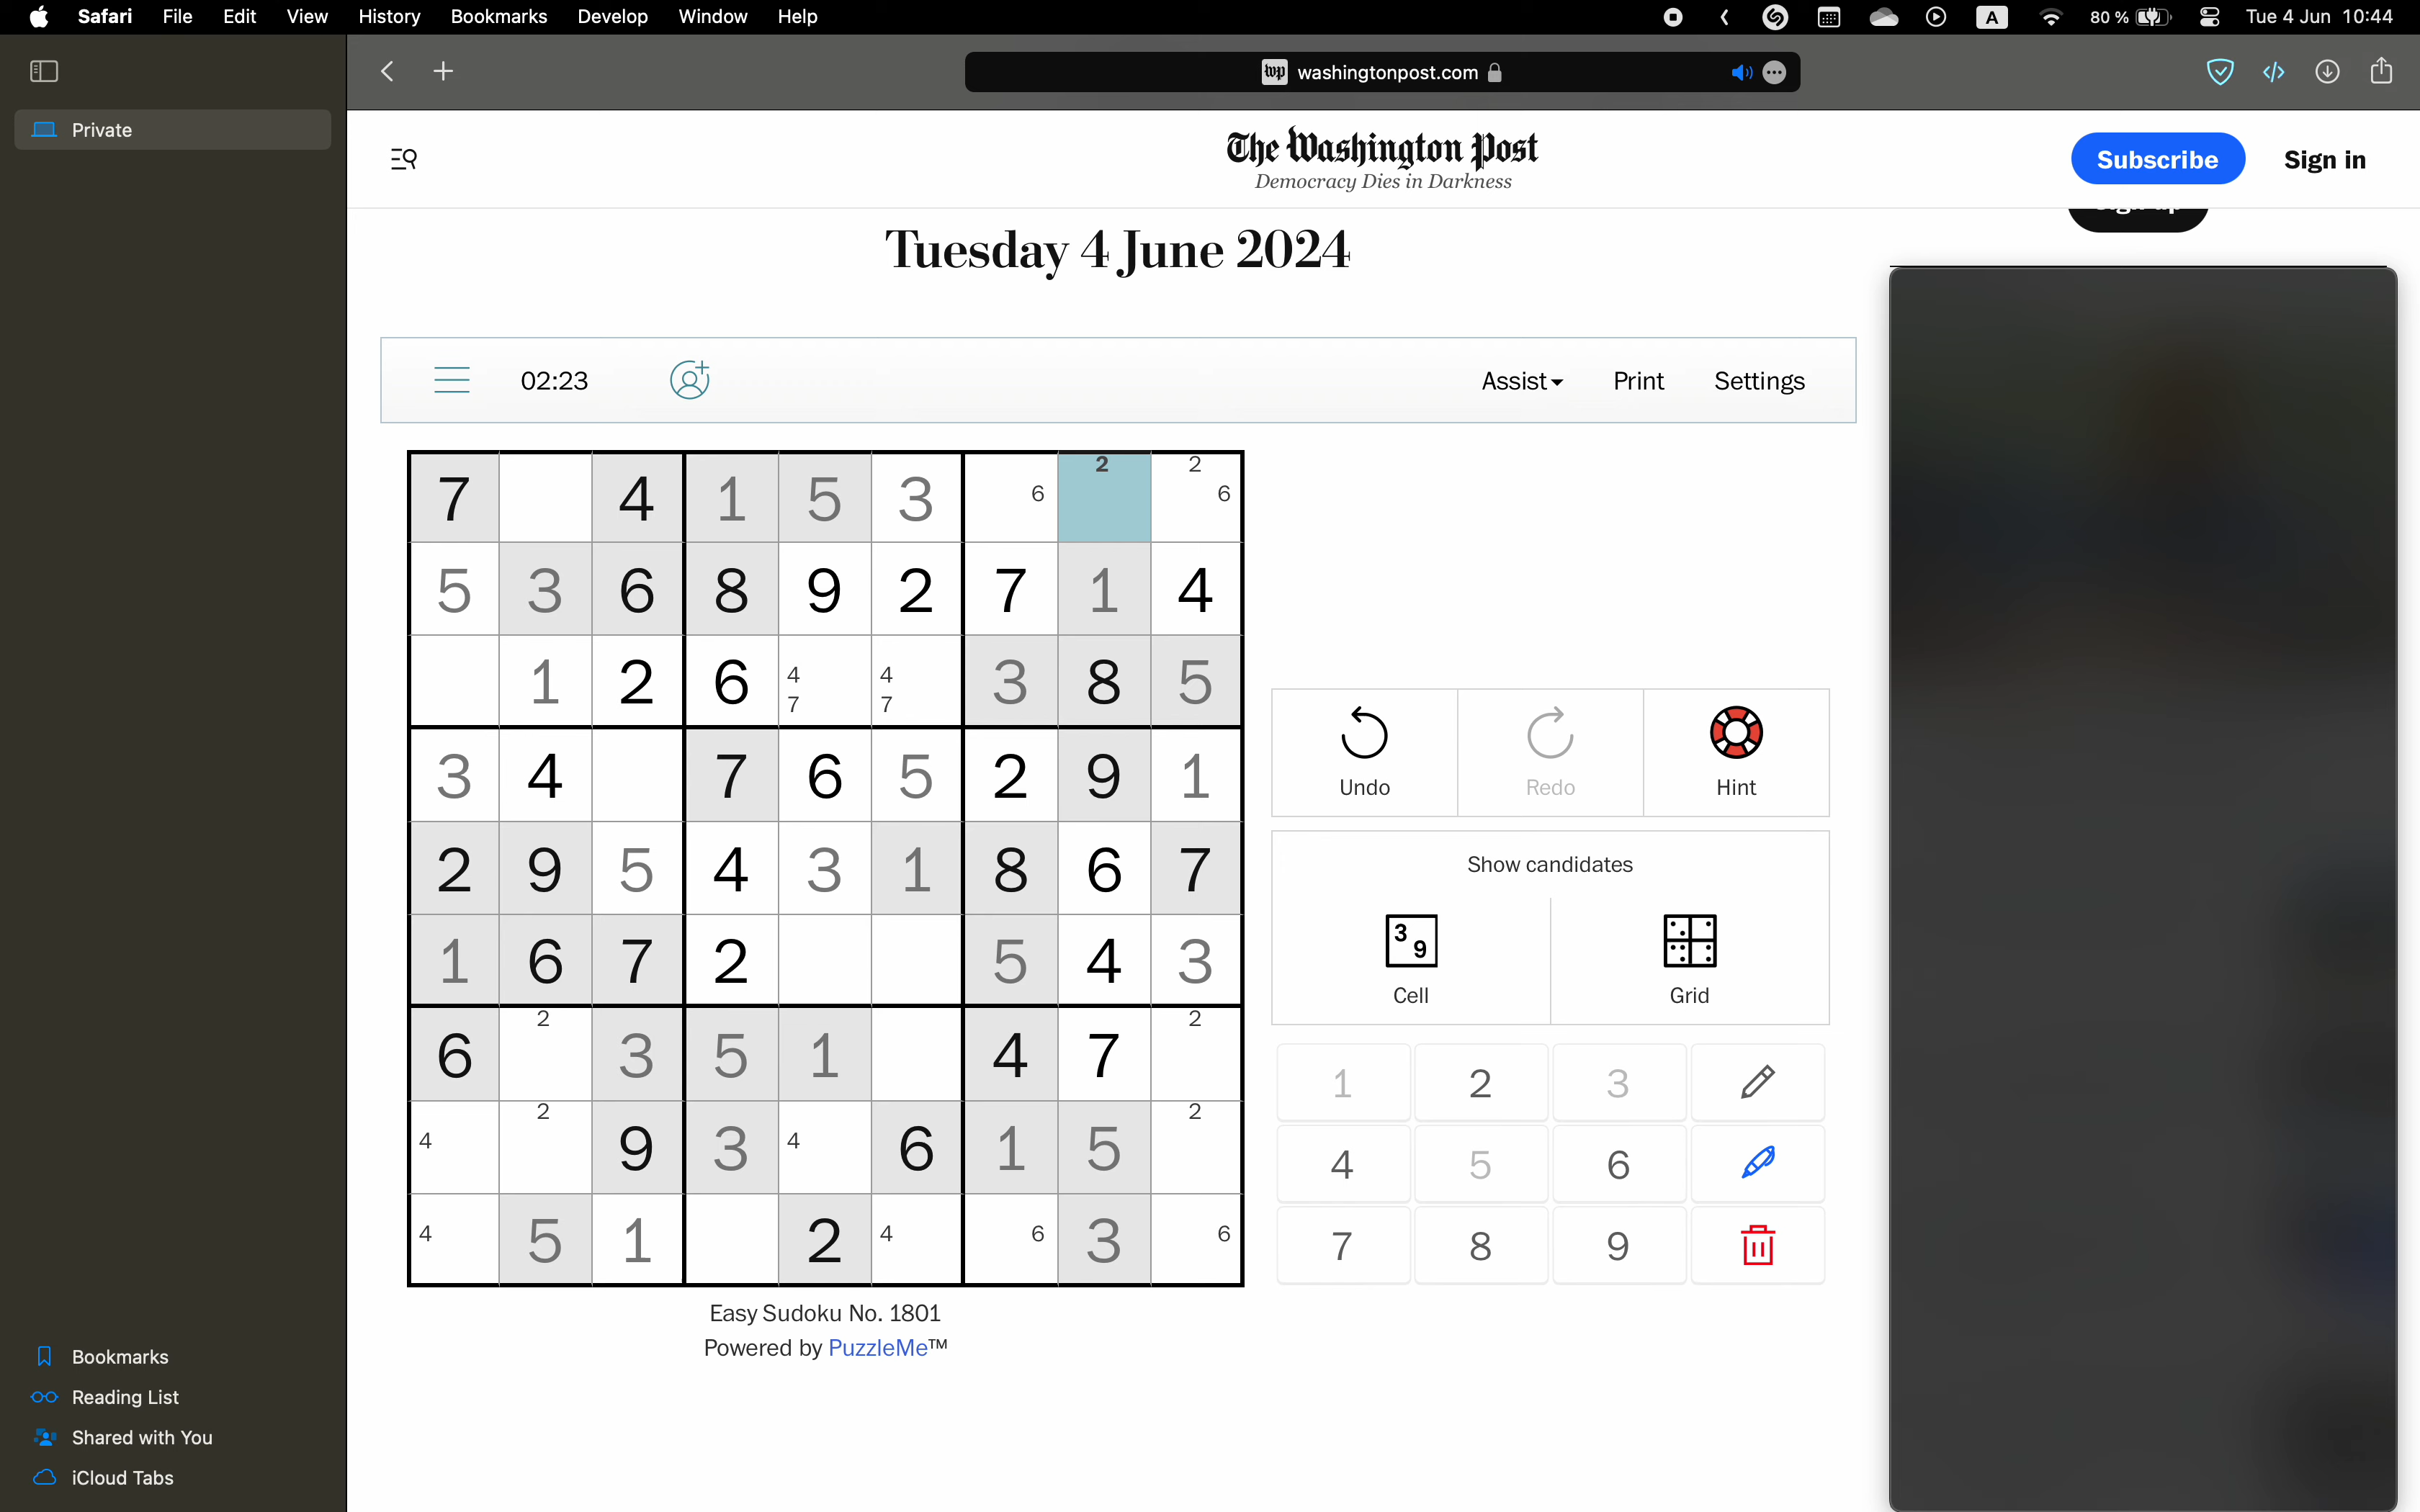 Safari File Edit View History Bookmarks Develop Window Help
A 80 % Tue 4 Jun 10:44
wp washingtonpost.com
Private
The Washington Post
Democracy Dies in Darkness
Subscribe Sign in
Tuesday 4 June 2024
02:23 Assist Print Settings
7 4 1 5 3 6 2 2 6
5 3 6 8 9 2 7 1 4
1 2 6 4 7 4 7 3 8 5
3 4 7 6 5 2 9 1
2 9 5 4 3 1 8 6 7
1 6 7 2 5 4 3
6 2 3 5 1 4 7 2
4 2 9 3 4 6 1 5 2
4 5 1 2 4 6 3 6
Undo Redo Hint
Show candidates
3 9
Cell Grid
1 2 3
4 5 6
7 8 9
Easy Sudoku No. 1801
Powered by PuzzleMe™
Bookmarks
Reading List
Shared with You
iCloud Tabs